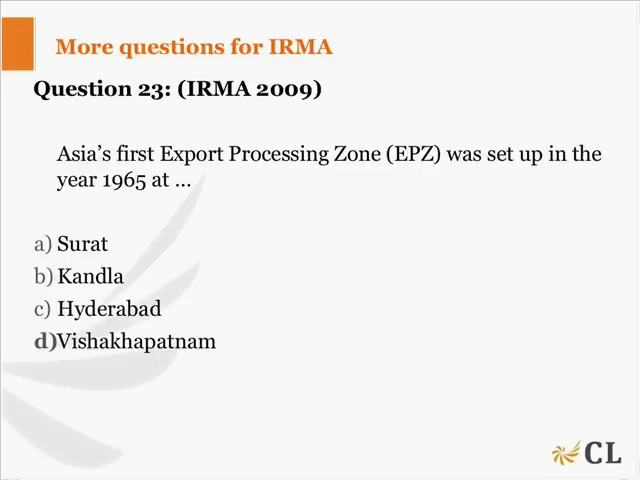 More questions for IRMA
Question 23: (IRMA 2009)
Asia's first Export Processing Zone (EPZ) was set up in the
year 1965 at ...
a) Surat
b) Kandla
c) Hyderabad
d)Vishakhapatnam
CL